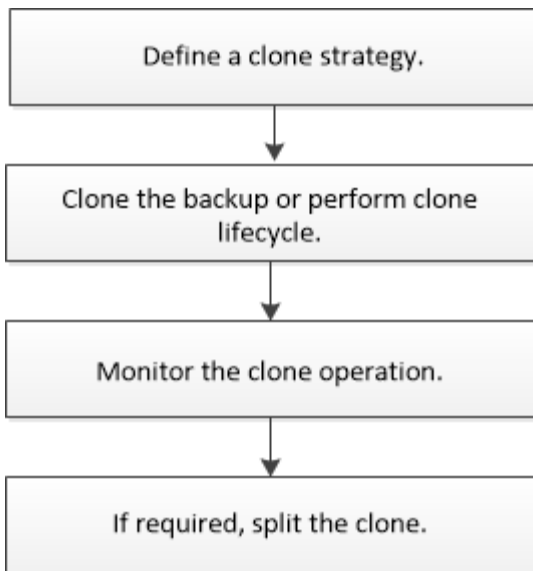 Define a clone strategy.
Clone the backup or perform clone
lifecycle.
Monitor the clone operation.
If required, split the clone.